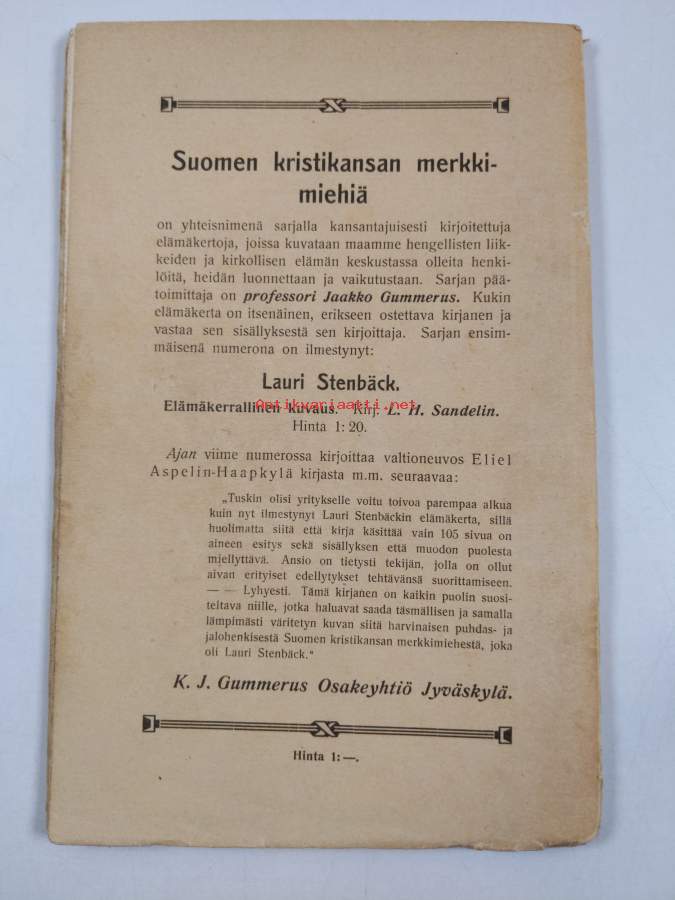 Suomen kristikansan merkki-
miehiä
on yhteisnimenä sarjalla kansantajuisesti kirjoitettuja
elämäkertoja, joissa kuvataan maamme hengellisten liik-
keiden ja kirkollisen elämän keskustassa olleita henki-
löitä, heidän luonnettaan ja vaikutustaan. Sarjan pää-
toimittaja on professori Jaakko Gummerus. Kukin
elämäkerta on itsenäinen, erikseen ostettava kirjanen ja
vastaa sen sisällyksestä sen kirjoittaja. Sarjan ensim-
mäisenä numerona on ilmestynyt:
Lauri Stenbäck.
Elämäkerrallinen kuvaus. Kirj. L. H. Sandelin.
Antikvariaatti.net
Hinta 1: 20.
Ajan viime numerossa kirjoittaa valtioneuvos Eliel
Aspelin-Haapkylä kirjasta m.m. seuraavaa:
„Tuskin olisi yritykselle voitu toivoa parempaa alkua
kuin nyt ilmestynyt Lauri Stenbäckin elämäkerta, sillä
huolimatta siitä että kirja käsittää vain 105 sivua on
aineen esitys sekä sisällyksen että muodon puolesta
miellyttävä. Ansio on tietysti tekijän, jolla on ollut
aivan erityiset edellytykset tehtävänsä suorittamiseen.
— — Lyhyesti. Tämä kirjanen on kaikin puolin suosi-
teltava niille, jotka haluavat saada täsmällisen ja samalla
lämpimästi väritetyn kuvan siitä harvinaisen puhdas- ja
jalohenkisestä Suomen kristikansan merkkimiehestä, joka
oli Lauri Stenbäck.“
K. J. Gummerus Osakeyhtiö Jyväskylä.
Hinta 1: —.